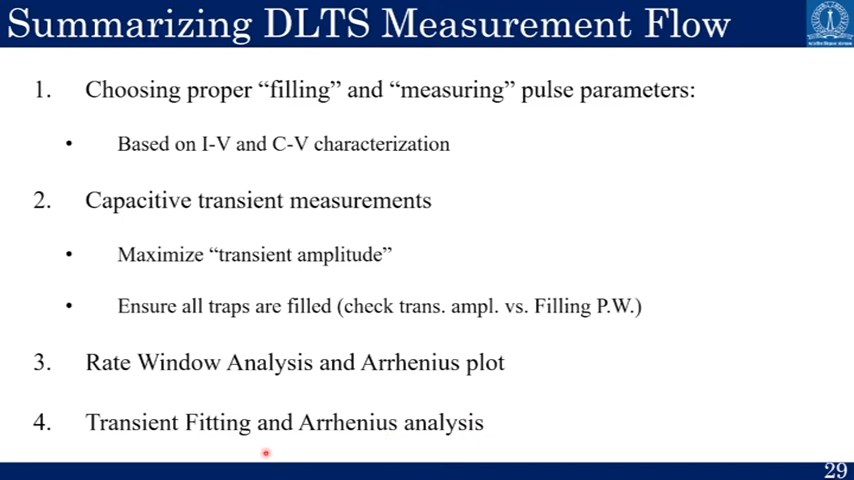 Summarizing DLTS Measurement Flow
1. Choosing proper “filling” and “measuring” pulse parameters:
• Based on I-V and C-V characterization
2. Capacitive transient measurements
• Maximize “transient amplitude”
• Ensure all traps are filled (check trans. ampl. vs. Filling P.W.)
3. Rate Window Analysis and Arrhenius plot
4. Transient Fitting and Arrhenius analysis
29